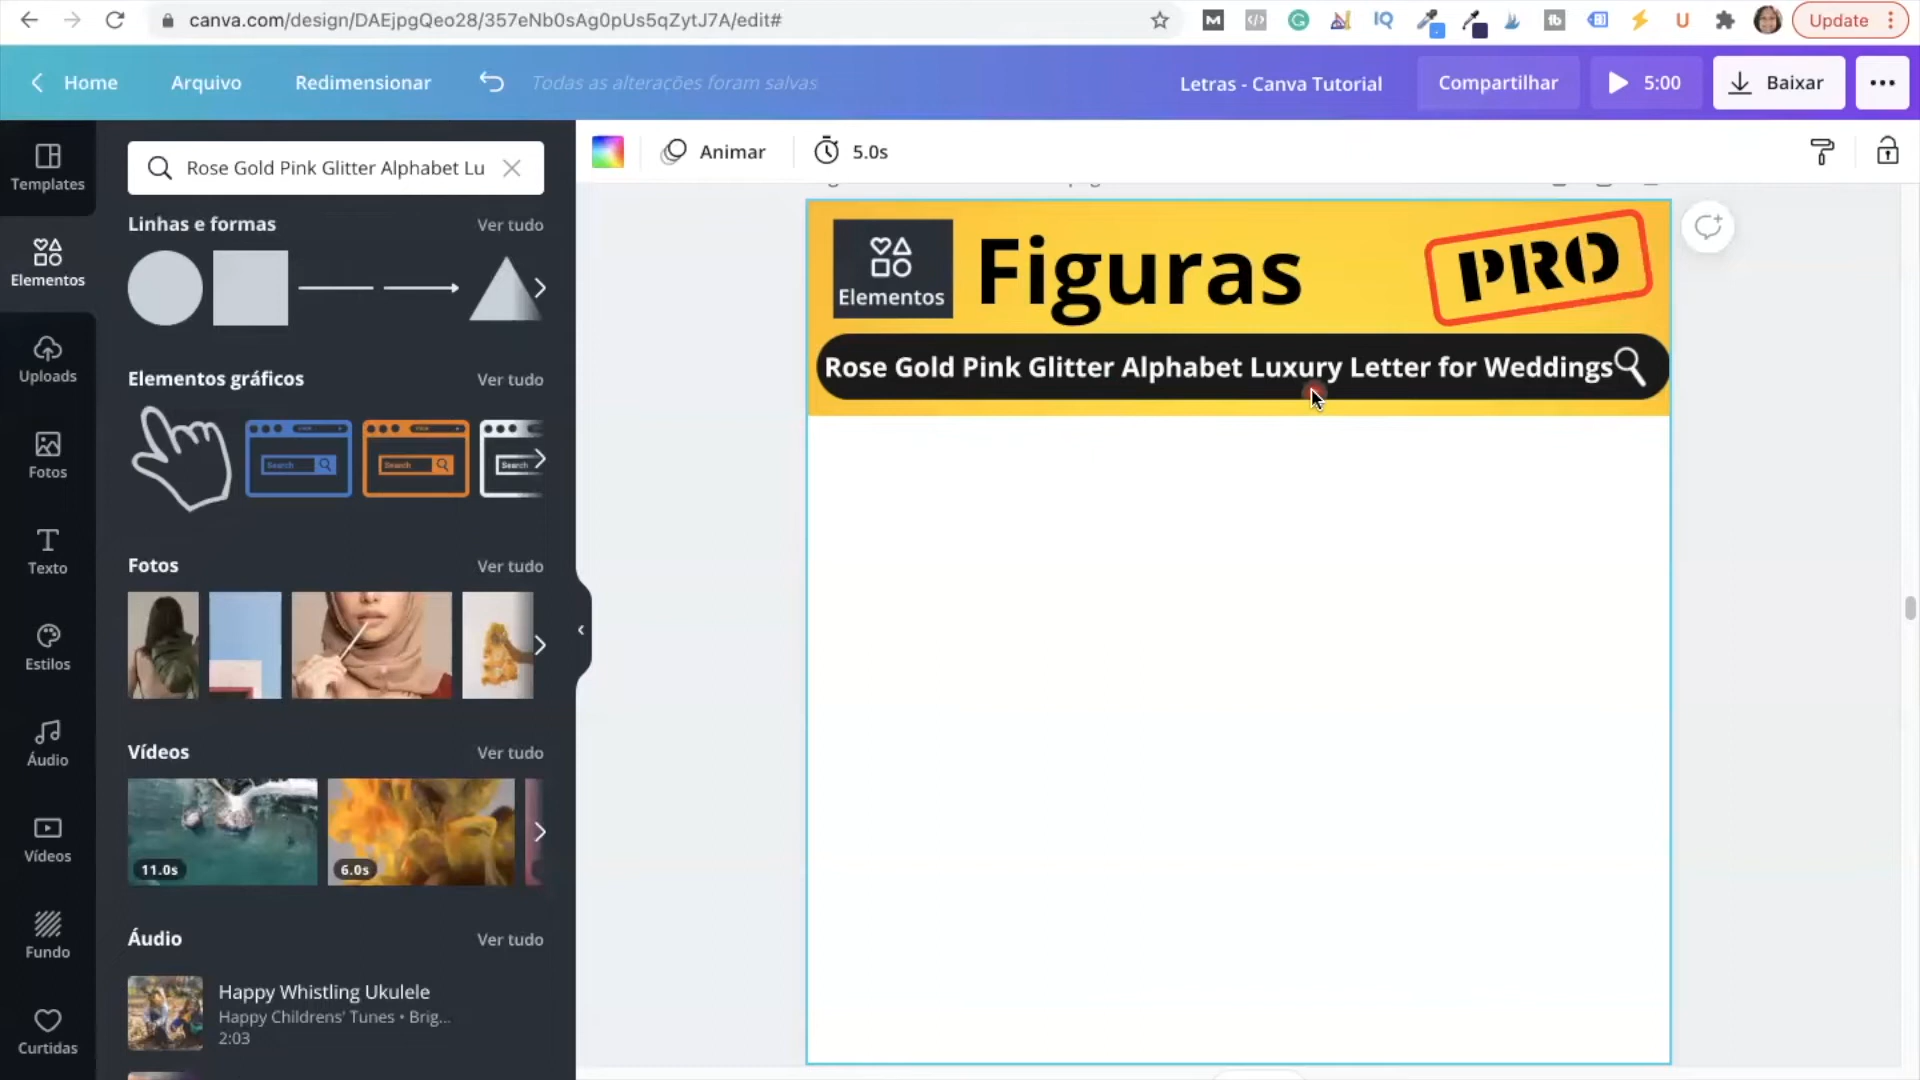 canva.com/design/DAEjpgQeo28/357eNb0sAg0pUs5qZytJ7A/edit#
Update
Home
Arquivo
Redimensionar
Todas as alterações foram salvas
Letras - Canva Tutorial
Compartilhar
5:00
Baixar
Templates
Elementos
Uploads
Fotos
Texto
Estilos
Áudio
Vídeos
Fundo
Curtidas
Rose Gold Pink Glitter Alphabet Lu
Linhas e formas
Ver tudo
Elementos gráficos
Ver tudo
Search
Search
Search
Fotos
Ver tudo
Vídeos
Ver tudo
11.0s
6.0s
Áudio
Ver tudo
Happy Whistling Ukulele
Happy Childrens' Tunes • Brig...
2:03
Animar
5.0s
Elementos
Figuras
PRO
Rose Gold Pink Glitter Alphabet Luxury Letter for Weddings